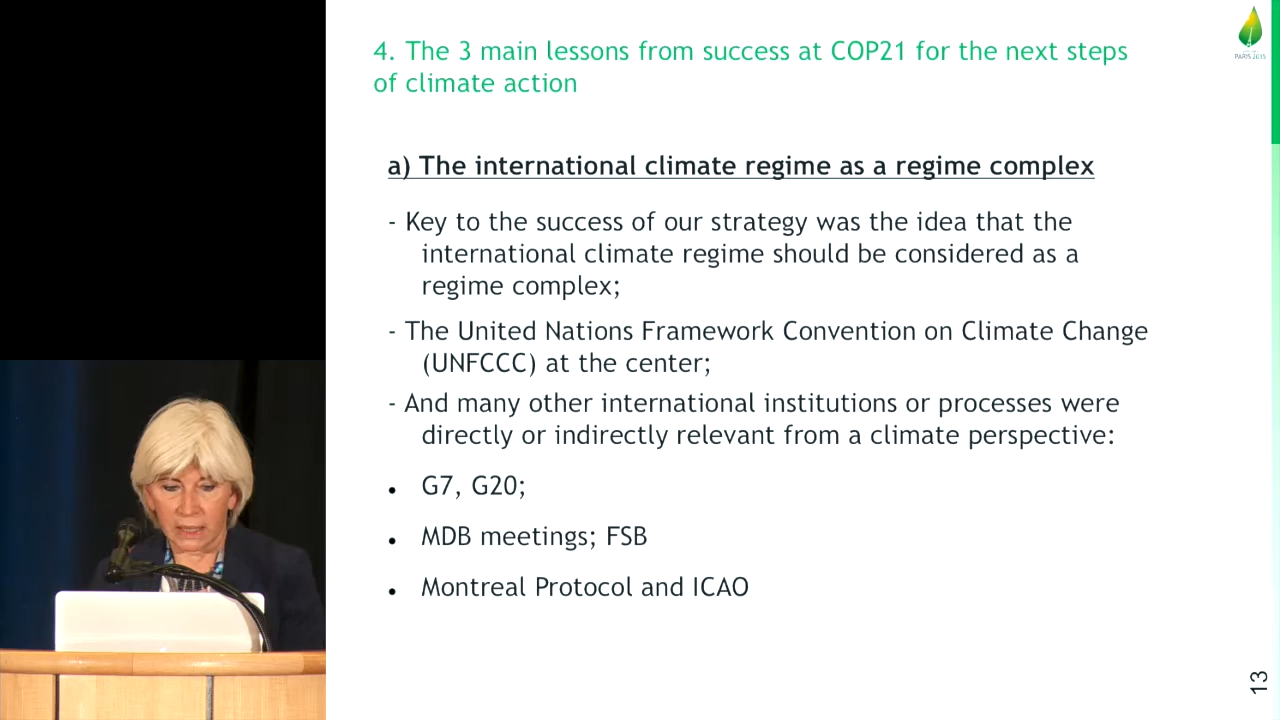 4. The 3 main lessons from success at COP21 for the next steps
of climate action
PARIS 2015
a) The international climate regime as a regime complex
- Key to the success of our strategy was the idea that the
international climate regime should be considered as a
regime complex;
- The United Nations Framework Convention on Climate Change
(UNFCCC) at the center;
- And many other international institutions or processes were
directly or indirectly relevant from a climate perspective:
• G7, G20;
• MDB meetings; FSB
• Montreal Protocol and ICAO
13